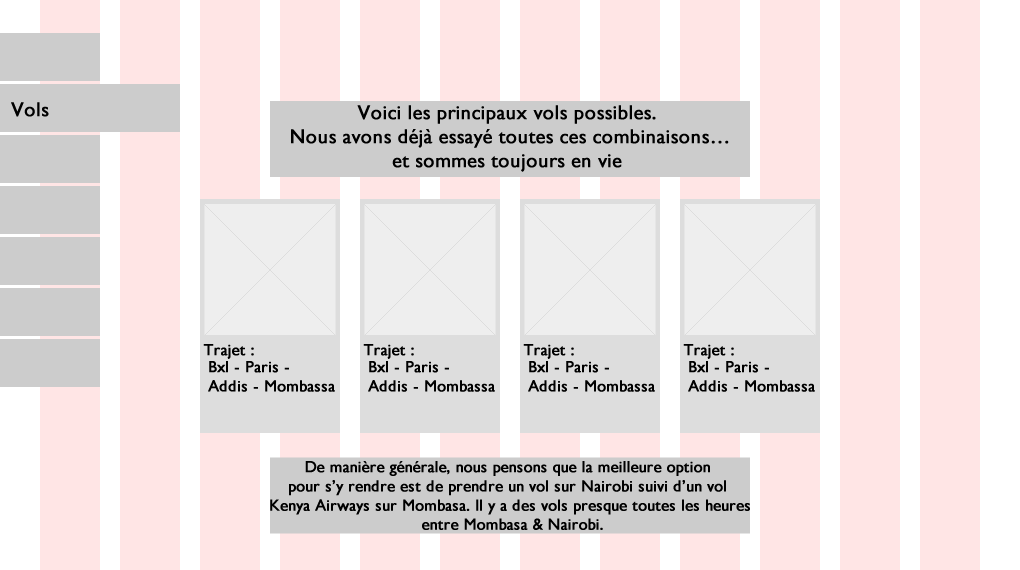 Vols
Voici les principaux vols possibles.
Nous avons déjà essayé toutes ces combinaisons…
et sommes toujours en vie
Trajet :
Bxl - Paris -
Addis - Mombassa
Trajet :
Bxl - Paris -
Addis - Mombassa
Trajet :
Bxl - Paris -
Addis - Mombassa
Trajet :
Bxl - Paris -
Addis - Mombassa
De manière générale, nous pensons que la meilleure option
pour s’y rendre est de prendre un vol sur Nairobi suivi d’un vol
Kenya Airways sur Mombasa. Il y a des vols presque toutes les heures
entre Mombasa & Nairobi.